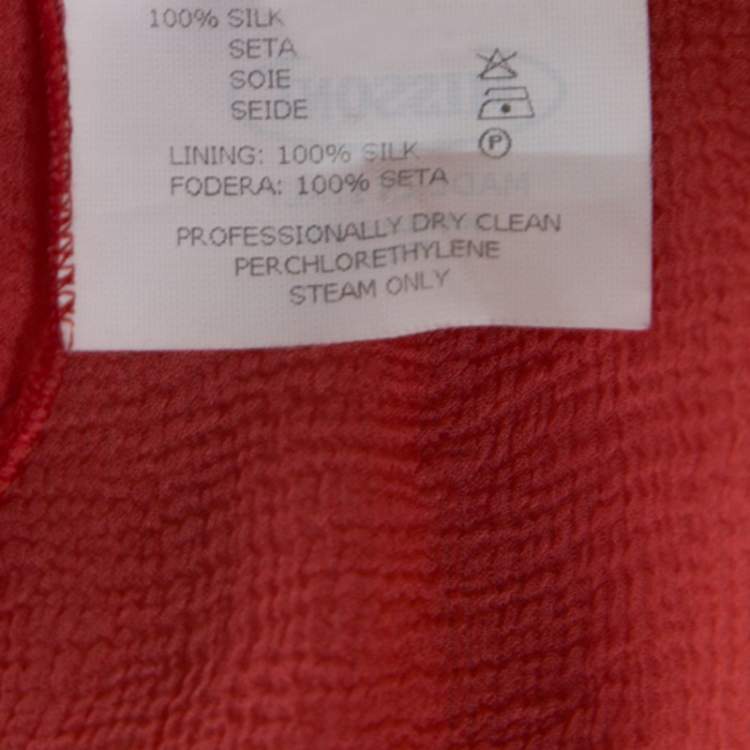 100% SILK
SETA
SOIE
SEIDE
LINING: 100% SILK
FODERA: 100% SETA
PROFESSIONALLY DRY CLEAN
PERCHLORETHYLENE
STEAM ONLY
P